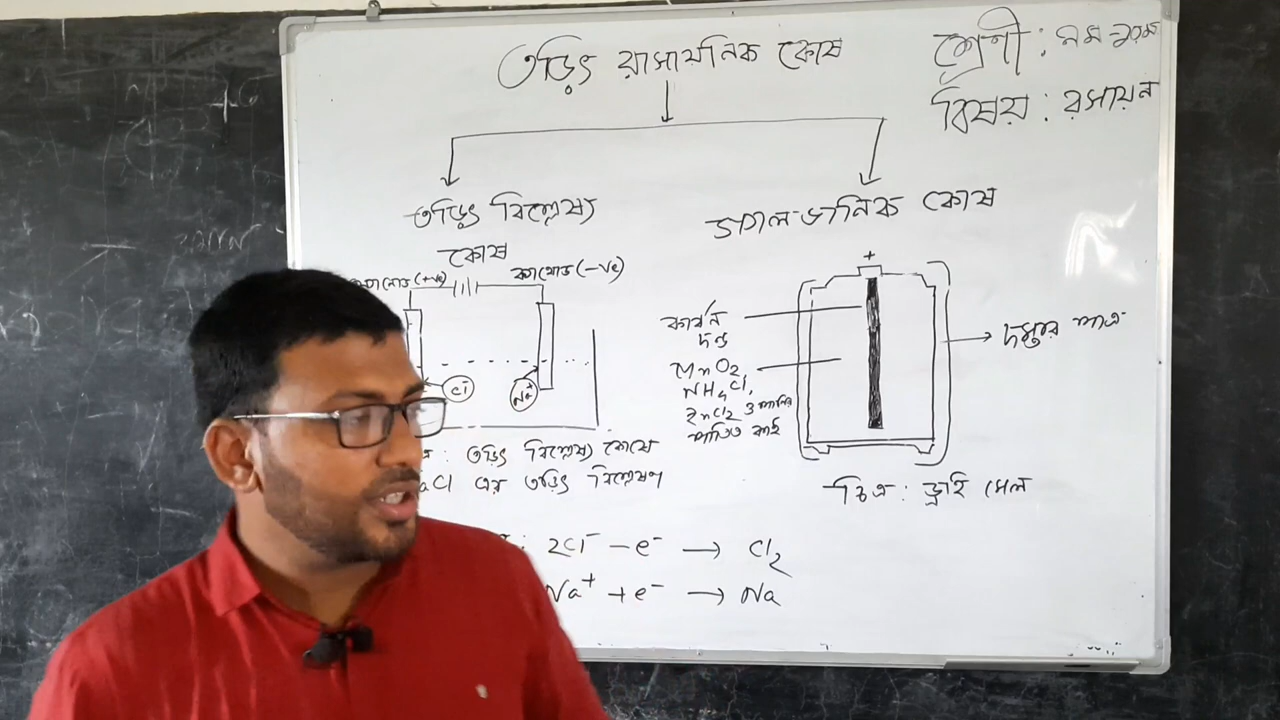 তড়িৎ রাসায়নিক কোষ
শ্রেণী : নবম-দশম
বিষয় : রসায়ন
তড়িৎ বিশ্লেষ্য
কোষ
গ্যালভানিক কোষ
(+ve)
ক্যাথোড (-ve)
Cl⁻
Na⁺
+
কার্বন
দন্ড
MnO₂,
NH₄Cl,
ZnCl₂ ও পানির
দস্তার পাত্র
: তড়িৎ বিশ্লেষ্য কোষে
aCl এর তড়িৎ বিশ্লেষণ
চিত্র : ড্রাই সেল
: 2Cl⁻ – e⁻ → Cl₂
Na⁺ + e⁻ → Na